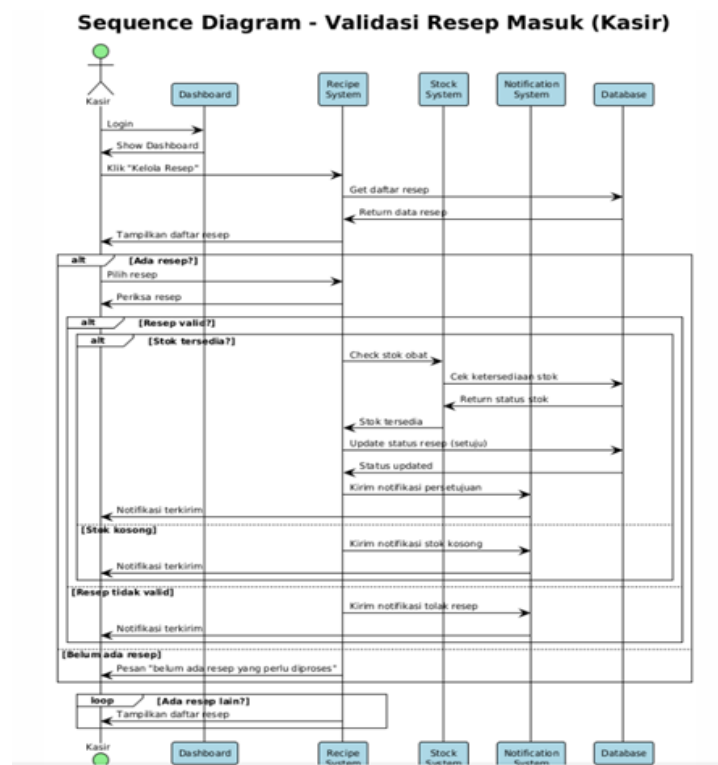 Sequence Diagram - Validasi Resep Masuk (Kasir)
Kasir
Dashboard
Recipe
System
Stock
System
Notification
System
Database
Login
Show Dashboard
Klik "Kelola Resep"
Get daftar resep
Return data resep
Tampilkan daftar resep
alt [Ada resep?]
Pilih resep
Periksa resep
alt [Resep valid?]
alt [Stok tersedia?]
Check stok obat
Cek ketersediaan stok
Return status stok
Stok tersedia
Update status resep (setuju)
Status updated
Kirim notifikasi persetujuan
Notifikasi terkirim
[Stok kosong]
Kirim notifikasi stok kosong
Notifikasi terkirim
[Resep tidak valid]
Kirim notifikasi tolak resep
Notifikasi terkirim
[Belum ada resep]
Pesan "belum ada resep yang perlu diproses"
loop [Ada resep lain?]
Tampilkan daftar resep
Kasir
Dashboard
Recipe
System
Stock
System
Notification
System
Database